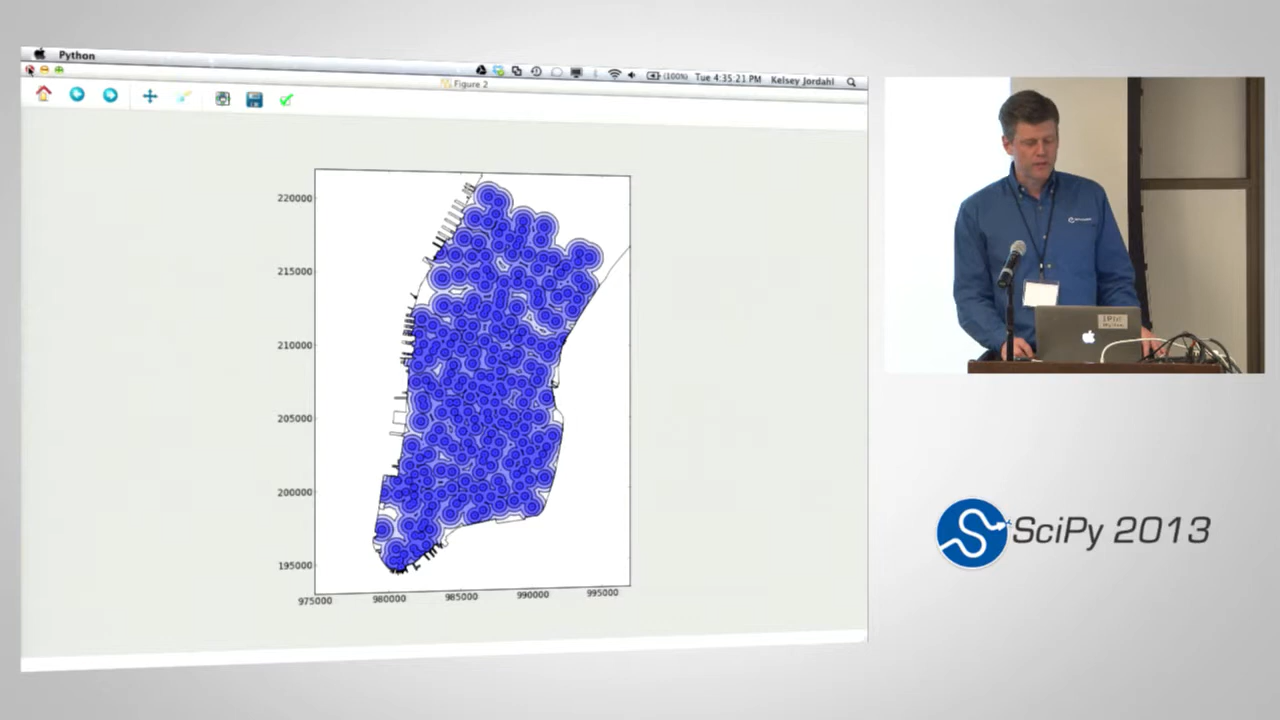 Python
(100%) Tue 4:35:21 PM Kelsey Jordahl
Figure 2
220000
215000
210000
205000
200000
195000
975000 980000 985000 990000 995000
SciPy 2013